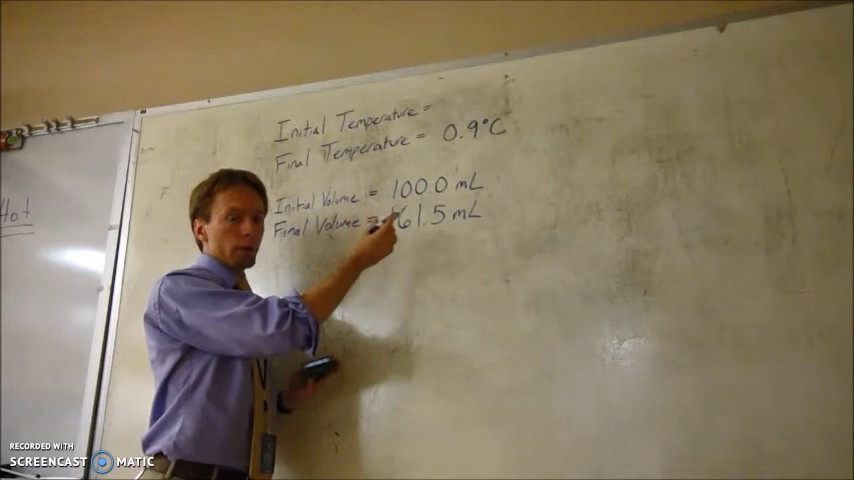 Initial Temperature =
Final Temperature = 0.9°C
Initial Volume = 100.0 mL
Final Volume = 161.5 mL
Hot
RECORDED WITH
SCREENCAST MATIC